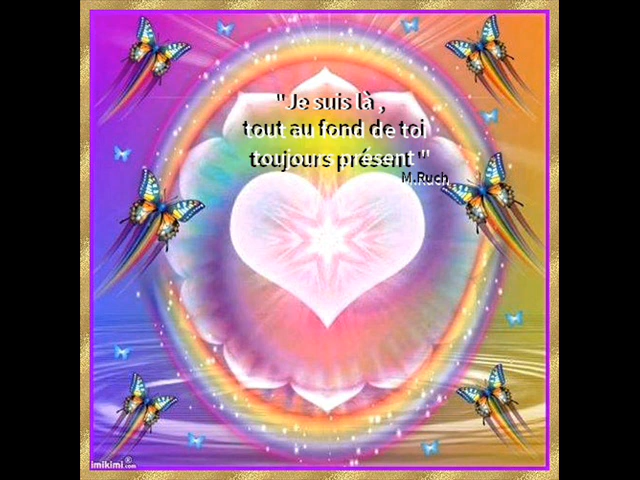 "Je suis là ,
tout au fond de toi
toujours présent "
M.Ruch
imikimi.com®